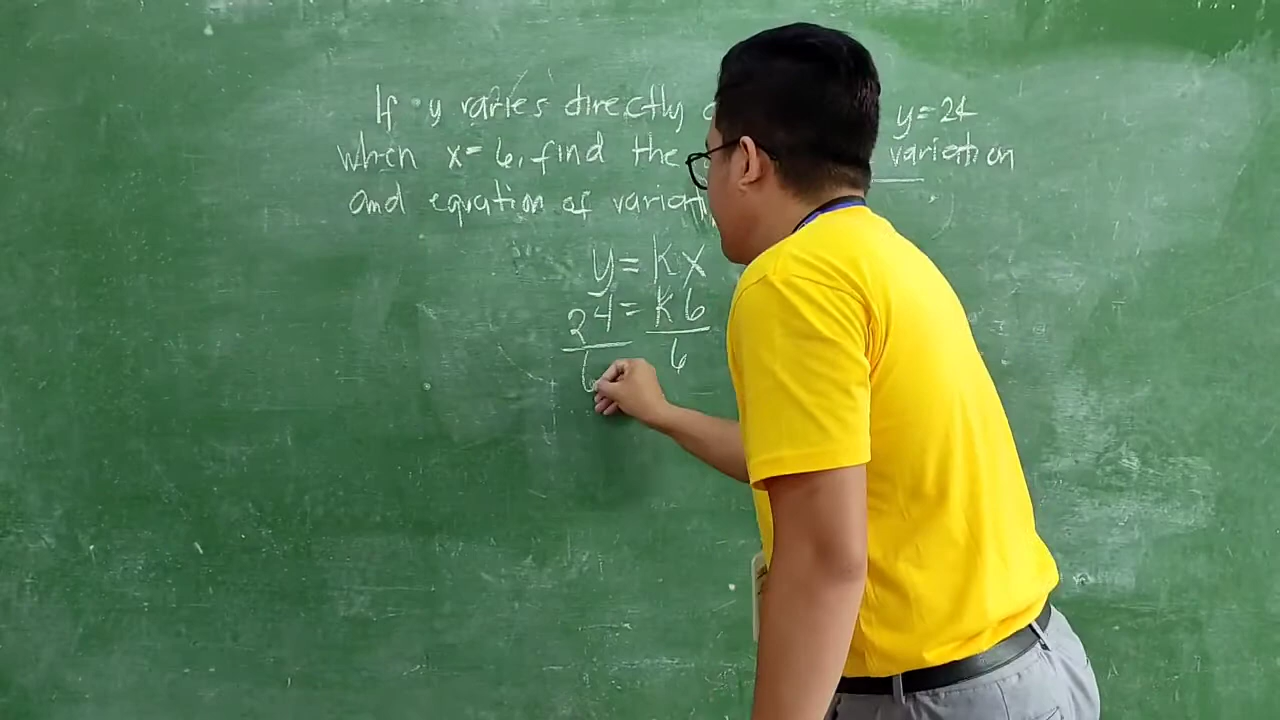 If y varies directly y = 24
when x = 6, find the variation
and equation of variati
y = kx
24 = k6
6 6